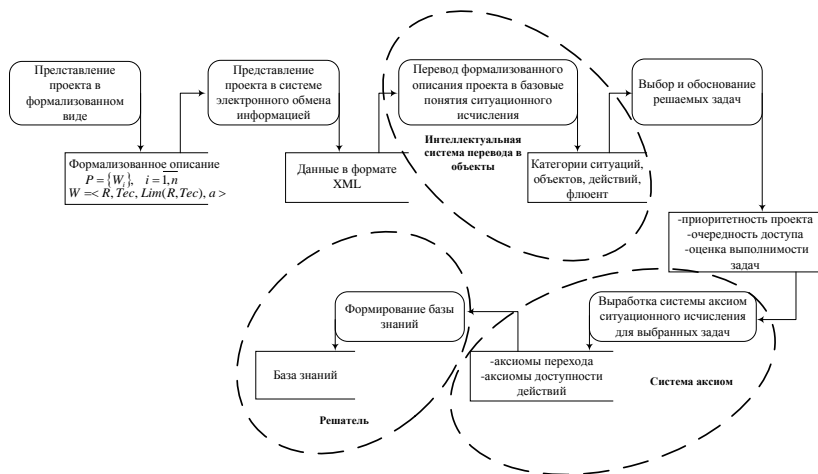 Прелставление
проекта в
формализованном
виде
Формализованное описание
P = {W_i}, i = 1,n
W =< R, Tec, Lim(R,Tec), a >
Представление
проекта в системе
электронного обмена
информацией
Данные в формате
XML
Перевод формализованного
описания проекта в базовые
понятия ситуационного
исчисления
Интеллектуальная
система перевода в
объекты
Категории ситуаций,
объектов, действий,
флюент
Выбор и обоснование
решаемых задач
-приоритетность проекта
-очередность доступа
-оценка выполнимости
задач
Выработка системы аксиом
ситуационного исчисления
для выбранных задач
-аксиомы перехода
-аксиомы доступности
действий
Система аксиом
Формирование базы
знаний
База знаний
Решатель